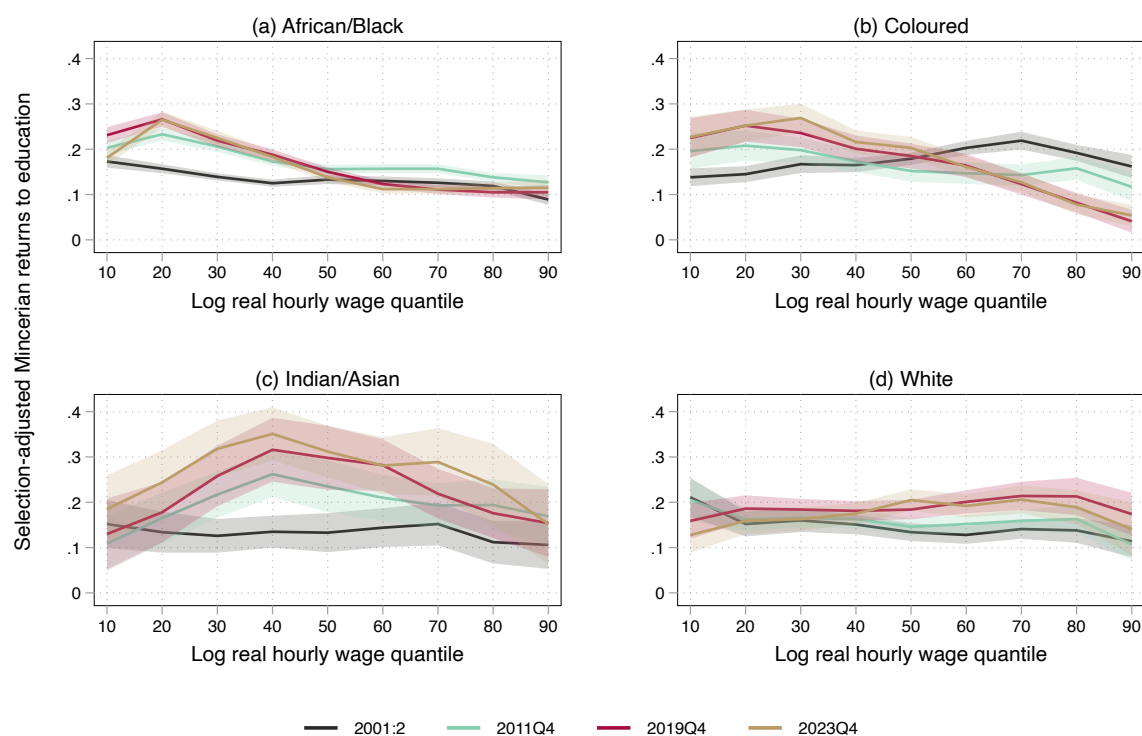 Selection-adjusted Mincerian returns to education
(a) African/Black
.4
.3
.2
.1
0
10 20 30 40 50 60 70 80 90
Log real hourly wage quantile
(b) Coloured
.4
.3
.2
.1
0
10 20 30 40 50 60 70 80 90
Log real hourly wage quantile
(c) Indian/Asian
.4
.3
.2
.1
0
10 20 30 40 50 60 70 80 90
Log real hourly wage quantile
(d) White
.4
.3
.2
.1
0
10 20 30 40 50 60 70 80 90
Log real hourly wage quantile
2001:2 2011Q4 2019Q4 2023Q4